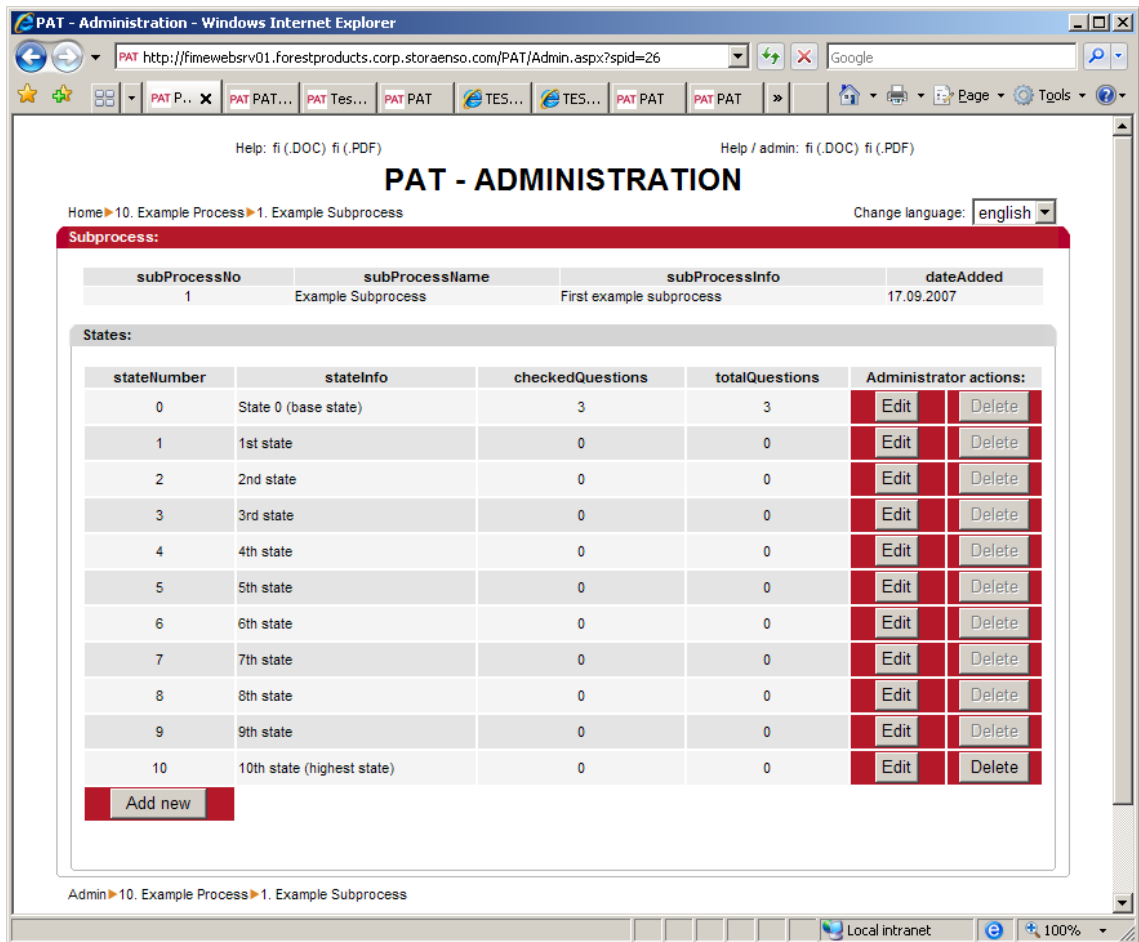 PAT - Administration - Windows Internet Explorer
PAT http://fimewebsrv01.forestproducts.corp.storaenso.com/PAT/Admin.aspx?spid=26 Google
PAT P.. PAT PAT... PAT Tes... PAT PAT TES... TES... PAT PAT PAT PAT » Page Tools
Help: fi (.DOC) fi (.PDF) Help / admin: fi (.DOC) fi (.PDF)
PAT - ADMINISTRATION
Home 10. Example Process 1. Example Subprocess Change language: english
Subprocess:
subProcessNo subProcessName subProcessInfo dateAdded
1 Example Subprocess First example subprocess 17.09.2007
States:
stateNumber stateInfo checkedQuestions totalQuestions Administrator actions:
0 State 0 (base state) 3 3 Edit Delete
1 1st state 0 0 Edit Delete
2 2nd state 0 0 Edit Delete
3 3rd state 0 0 Edit Delete
4 4th state 0 0 Edit Delete
5 5th state 0 0 Edit Delete
6 6th state 0 0 Edit Delete
7 7th state 0 0 Edit Delete
8 8th state 0 0 Edit Delete
9 9th state 0 0 Edit Delete
10 10th state (highest state) 0 0 Edit Delete
Add new
Admin 10. Example Process 1. Example Subprocess
Local intranet 100%